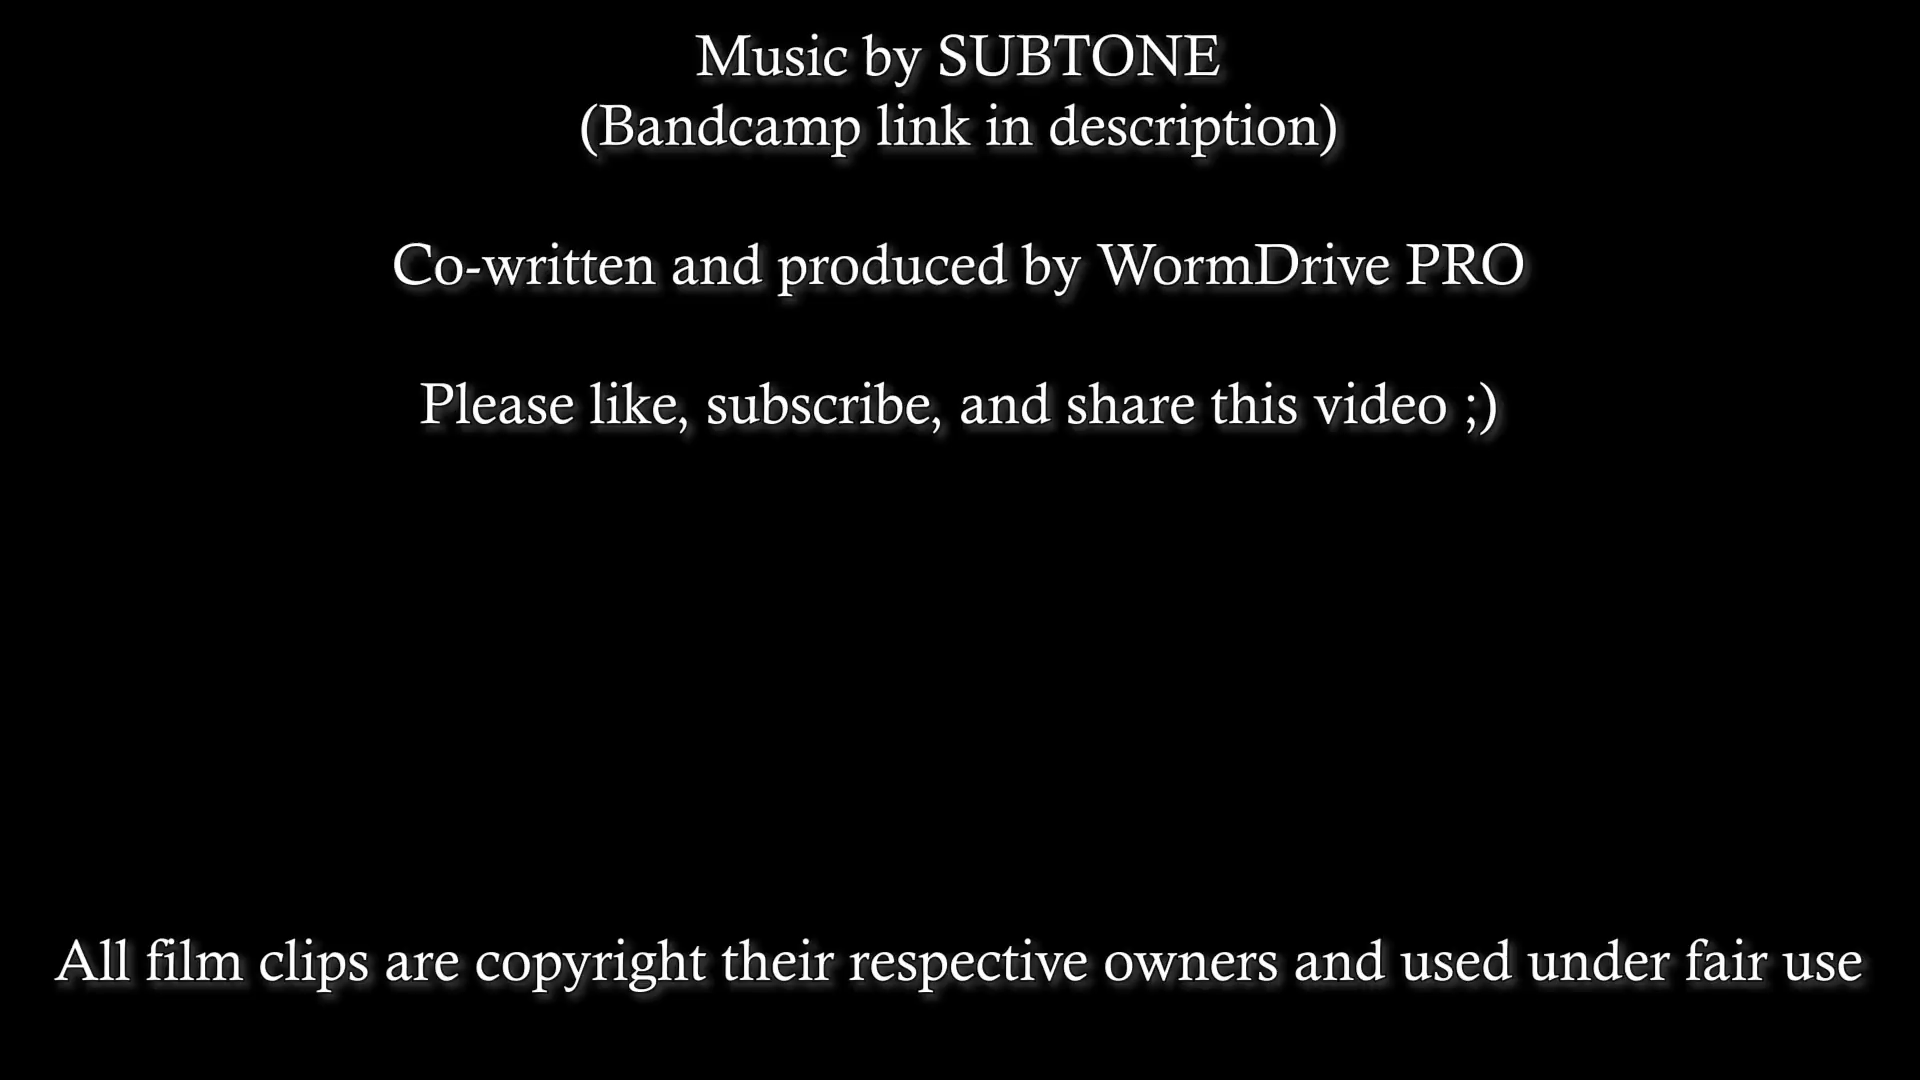 Music by SUBTONE
(Bandcamp link in description)
Co-written and produced by WormDrive PRO
Please like, subscribe, and share this video ;)
All film clips are copyright their respective owners and used under fair use